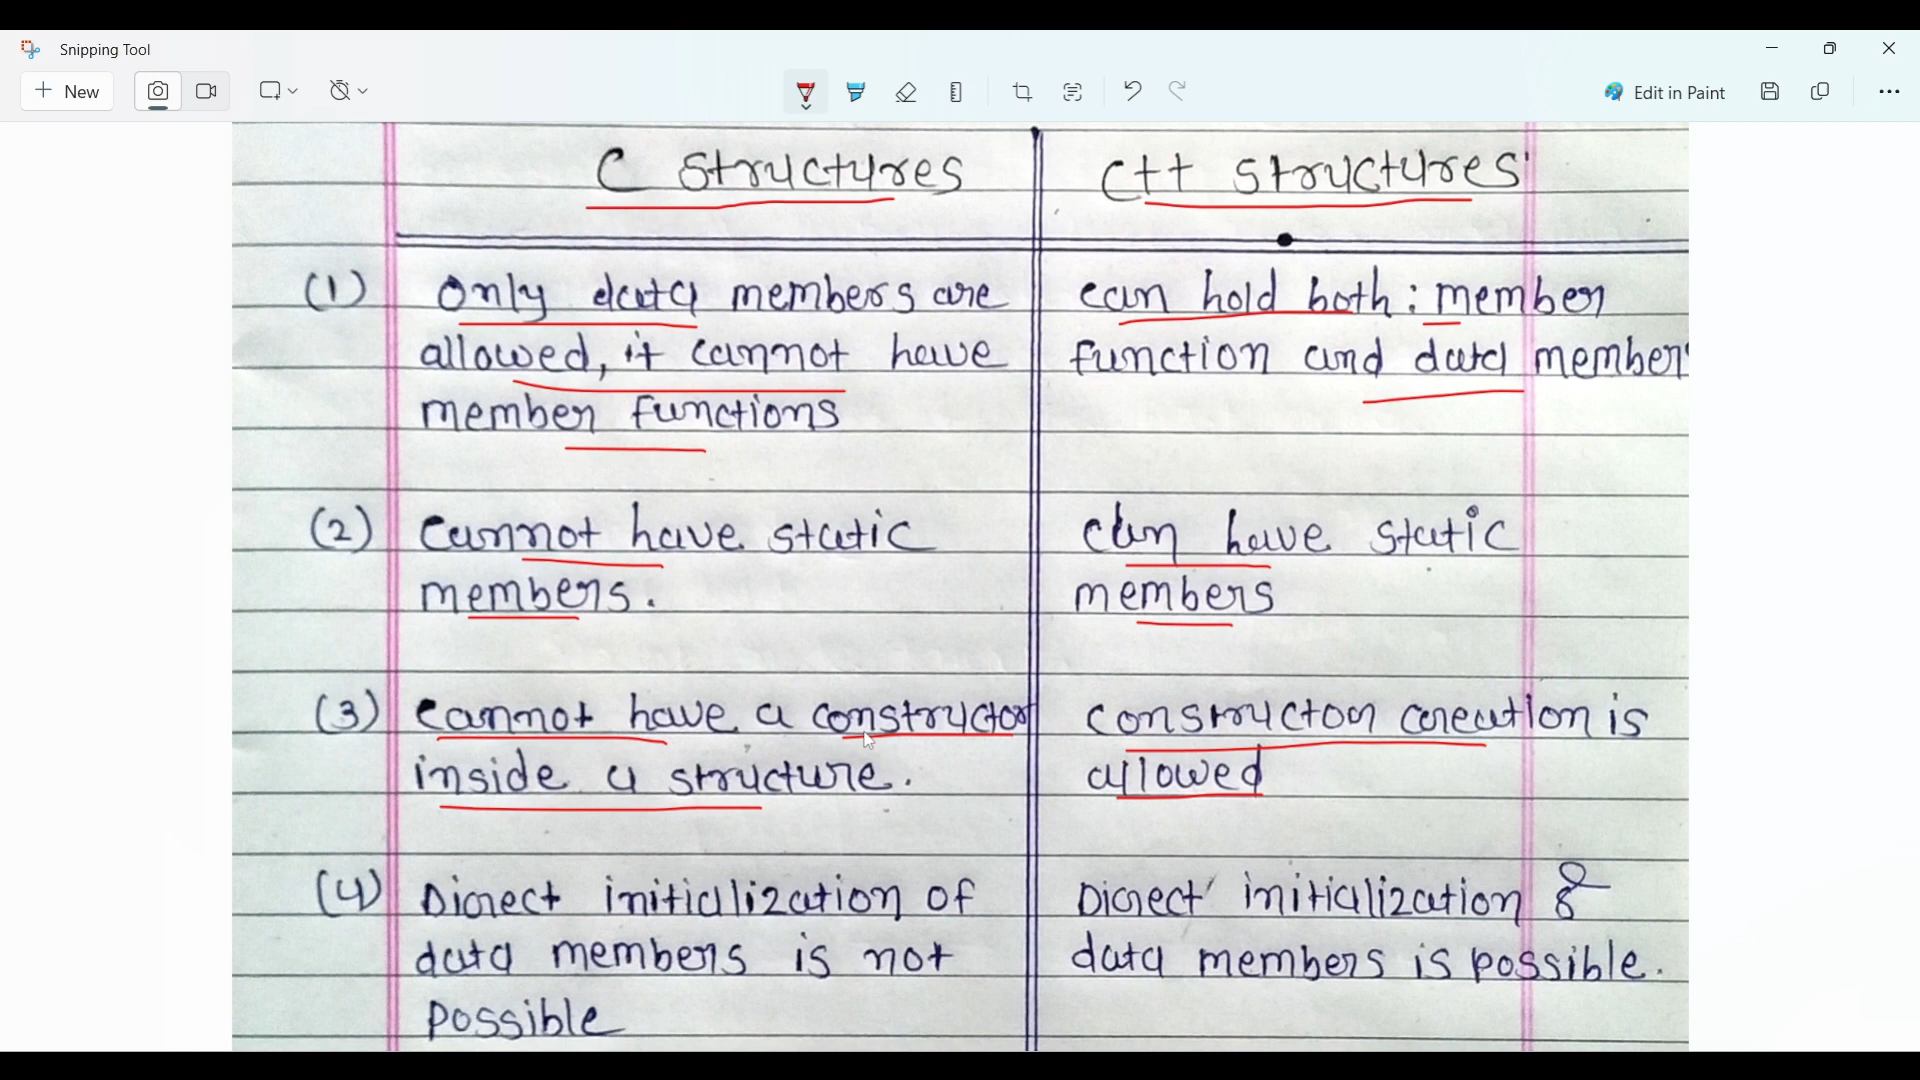 Snipping Tool
New
Edit in Paint
C Structures
C++ Structures
(1) Only data members are
allowed, it cannot have
member functions
can hold both : member
function and data member
(2) Cannot have static
members.
can have static
members
(3) Cannot have a constructor
inside a structure.
Constructor creation is
allowed
(4) Direct initialization of
data members is not
possible
Direct initialization &
data members is possible.